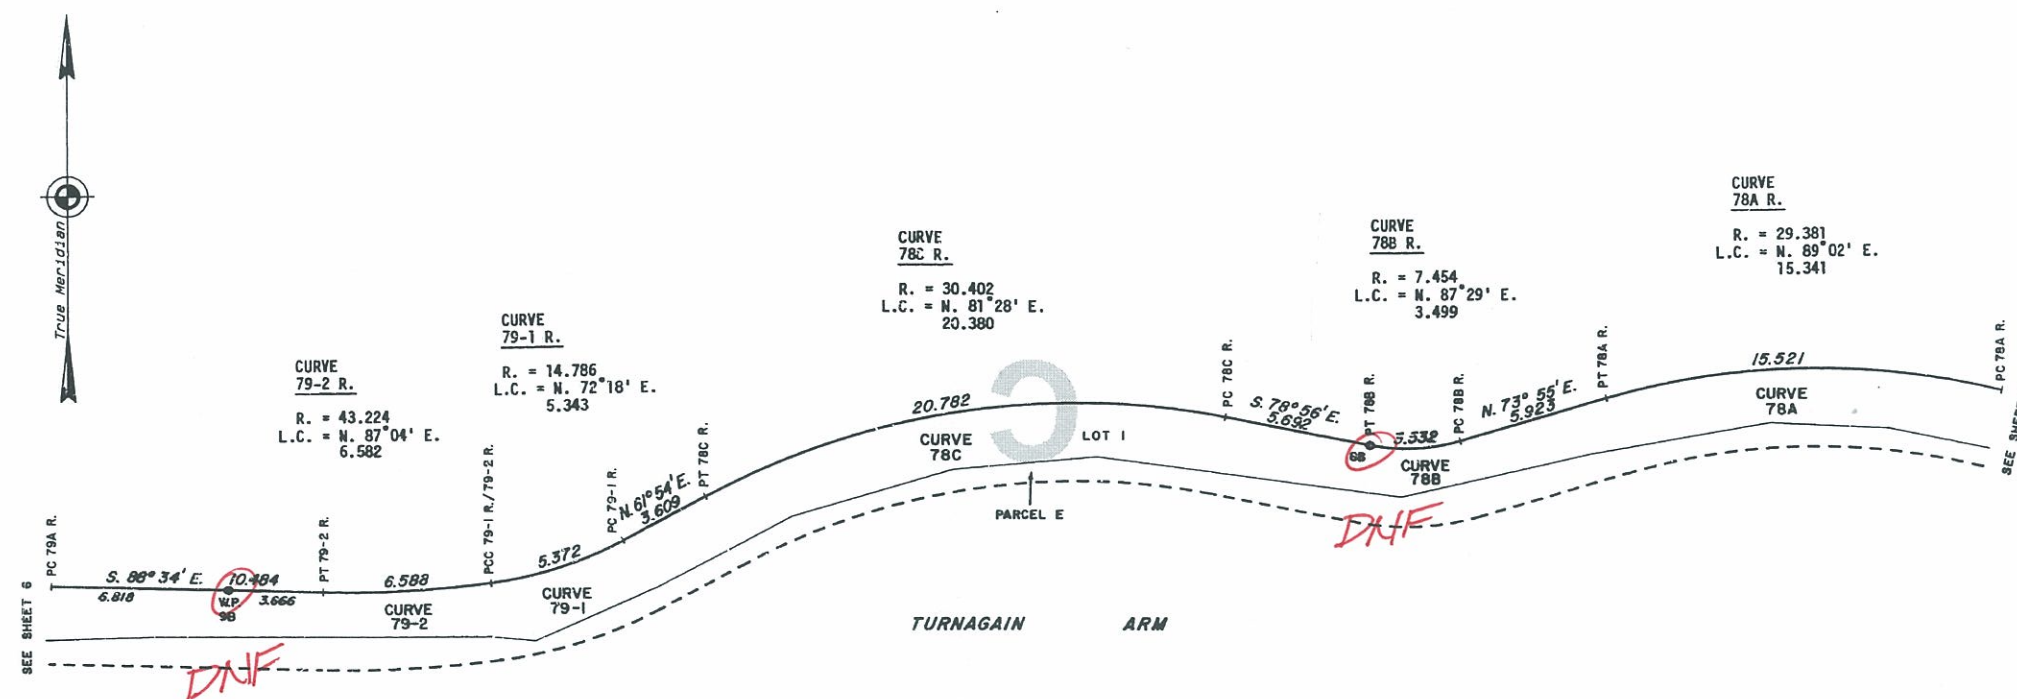 True Meridian
CURVE
79-2 R.
R. = 43.224
L.C. = N. 87°04' E.
6.582
CURVE
79-1 R.
R. = 14.786
L.C. = N. 72°18' E.
5.343
CURVE
78C R.
R. = 30.402
L.C. = N. 81°28' E.
20.380
CURVE
78B R.
R. = 7.454
L.C. = N. 87°29' E.
3.499
CURVE
78A R.
R. = 29.381
L.C. = N. 89°02' E.
15.341
SEE SHEET 6
PC 79A R.
S. 88° 34' E. 10.484
6.818
W.P.
9B
3.666
DNF
PT 79-2 R.
6.588
CURVE
79-2
PCC 79-1 R./79-2 R.
5.372
CURVE
79-1
PC 79-1 R.
N. 61° 54' E.
3.609
PT 78C R.
20.782
CURVE
78C
C
LOT 1
PARCEL E
PC 78C R.
S. 78° 56' E.
5.692
PT 78B R.
6B
CURVE
78B
DNF
PC 78B R.
N. 73° 55' E.
5.923
PT 78A R.
15.521
CURVE
78A
PC 78A R.
SEE
TURNAGAIN ARM